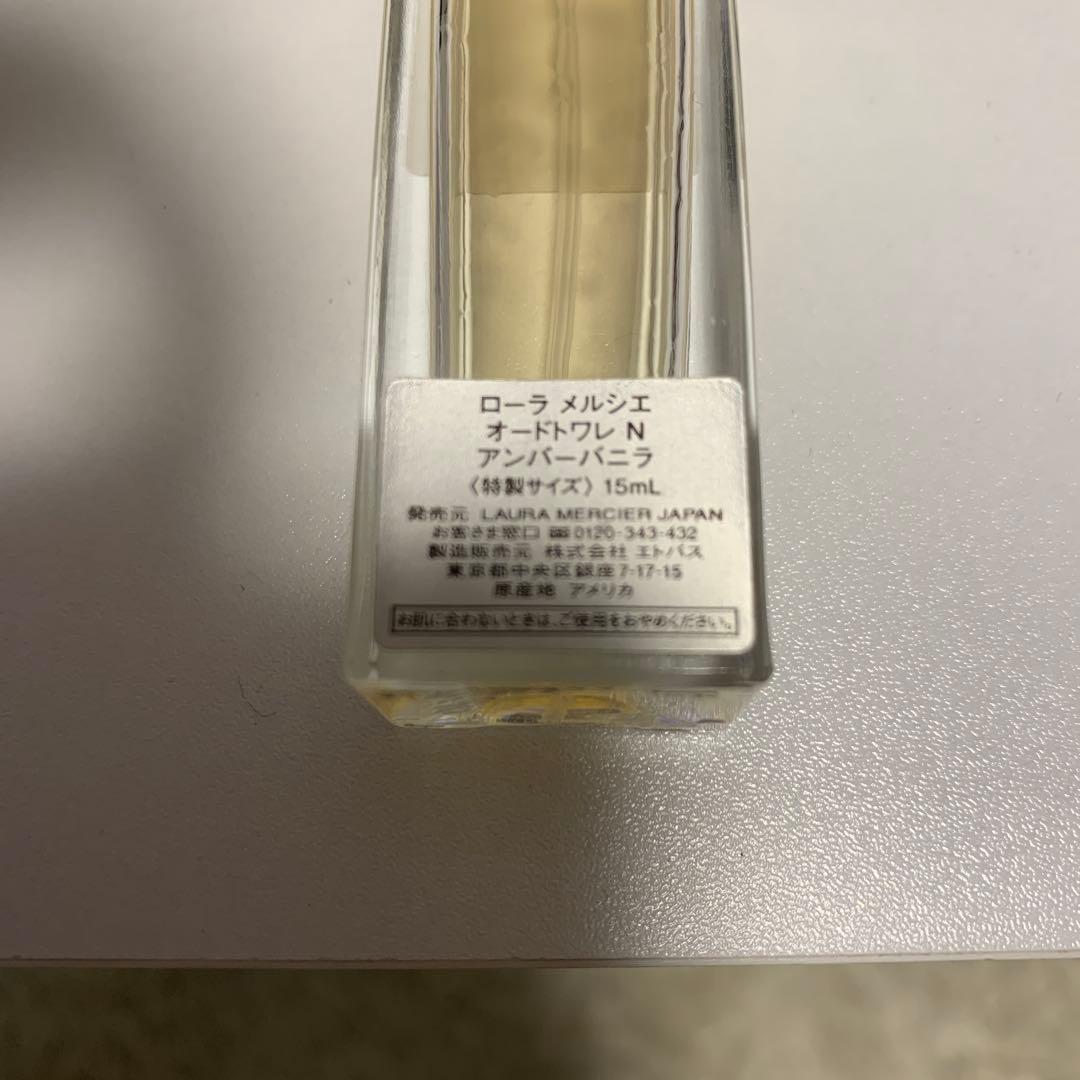 ローラ メルシエ
オードトワレ N
アンバーバニラ
〈特製サイズ〉15mL
発売元 LAURA MERCIER JAPAN
お客さま窓口 0120-343-432
製造販売元 株式会社 エトバス
東京都中央区銀座7-17-15
原産地 アメリカ
お肌に合わないときは、ご使用をおやめください。